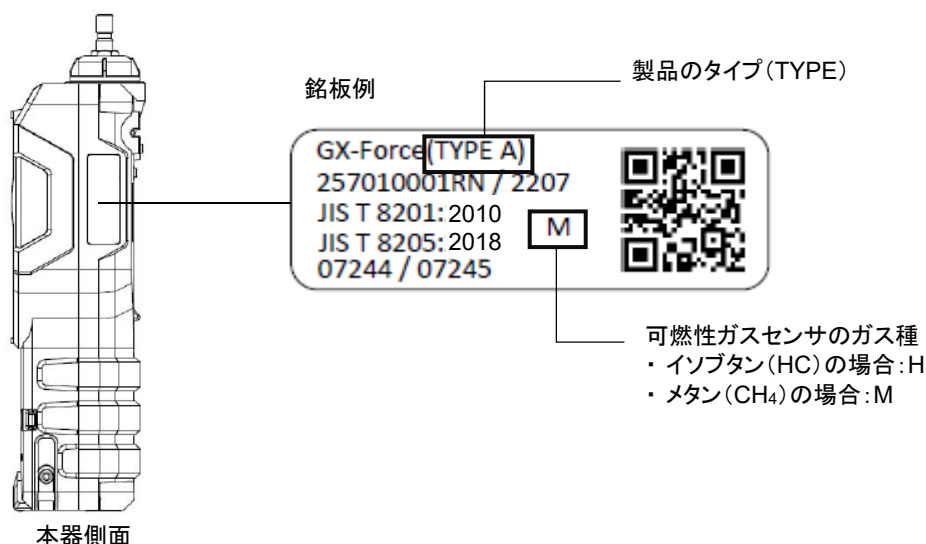 製品のタイプ(TYPE)
銘板例
GX-Force(TYPE A)
257010001RN / 2207
JIS T 8201: 2010
JIS T 8205: 2018
07244 / 07245
M
可燃性ガスセンサのガス種
・ イソブタン(HC)の場合:H
・ メタン(CH₄)の場合:M
本器側面